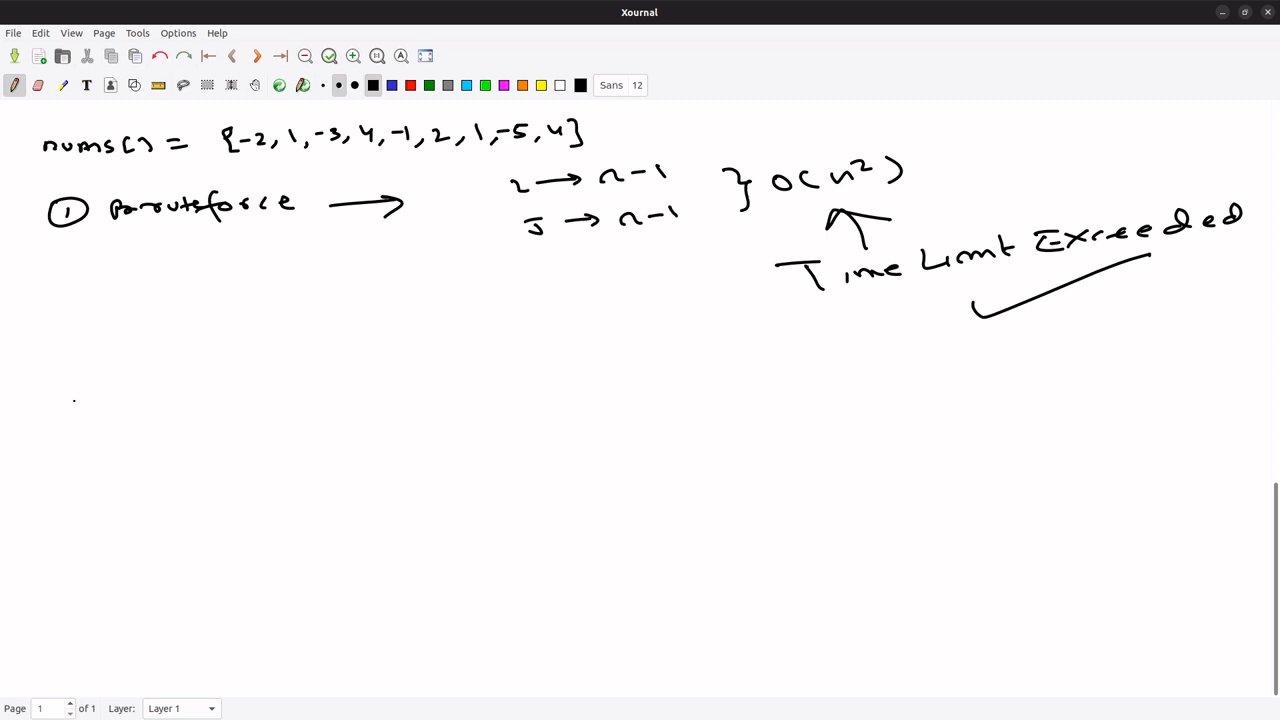 Xournal
File Edit View Page Tools Options Help
Sans 12
nums[] = {-2, 1, -3, 4, -1, 2, 1, -5, 4}
① Bruteforce → i → n-1 } O(n²)
j → n-1
Time Limit Exceeded
Page 1 of 1 Layer: Layer 1